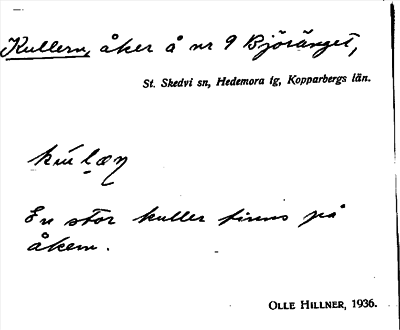 Kullern, åker å nr 9 Björänget,
St. Skedvi sn, Hedemora tg, Kopparbergs län.
En stor kuller finns på
åkern.
OLLE HILLNER, 1936.